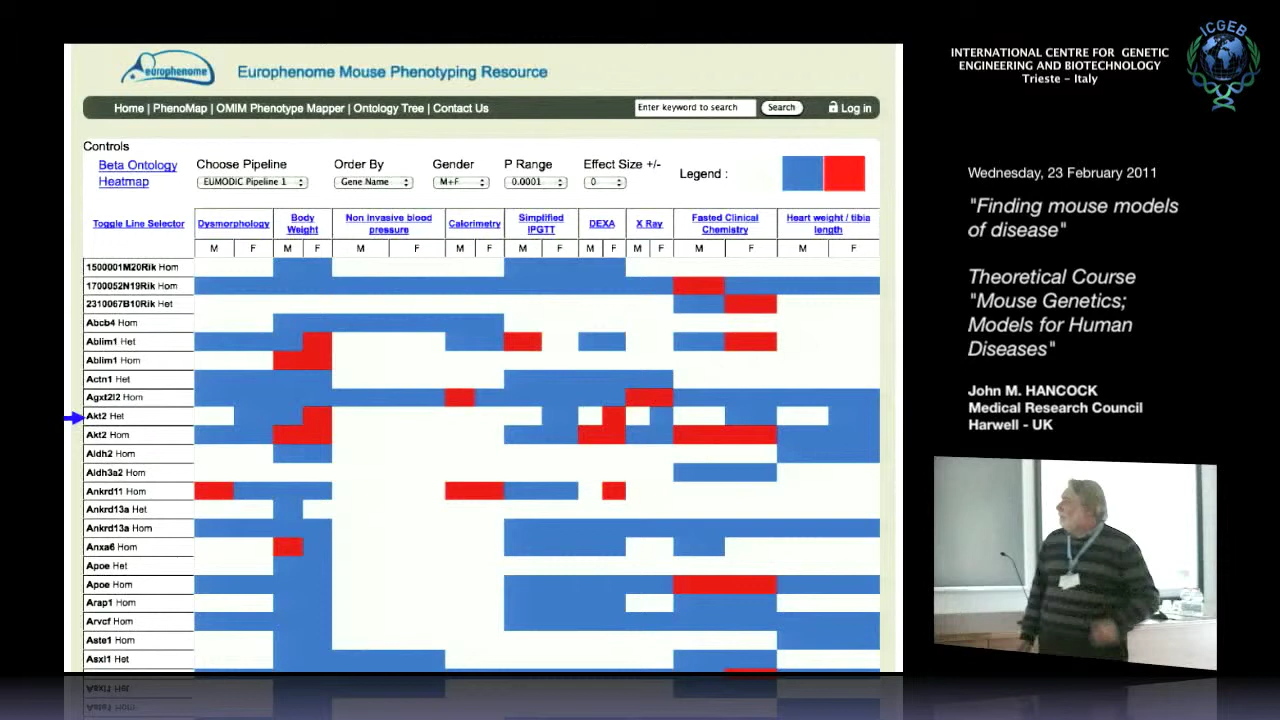 europhenome
Europhenome Mouse Phenotyping Resource
Home | PhenoMap | OMIM Phenotype Mapper | Ontology Tree | Contact Us
Enter keyword to search
Search
Log in
Controls
Beta Ontology
Heatmap
Choose Pipeline
EUMODIC Pipeline 1
Order By
Gene Name
Gender
M+F
P Range
0.0001
Effect Size +/-
0
Legend :
Toggle Line Selector
Dysmorphology
Body
Weight
Non invasive blood
pressure
Calorimetry
Simplified
IPGTT
DEXA
X Ray
Fasted Clinical
Chemistry
Heart weight / tibia
length
M F M F M F M F M F M F M F M F M F
1500001M20Rik Hom
1700052N19Rik Hom
2310067B10Rik Het
Abcb4 Hom
Ablim1 Het
Ablim1 Hom
Actn1 Het
Agxt2l2 Hom
Akt2 Het
Akt2 Hom
Aldh2 Hom
Aldh3a2 Hom
Ankrd11 Hom
Ankrd13a Het
Ankrd13a Hom
Anxa6 Hom
Apoe Het
Apoe Hom
Arap1 Hom
Arvcf Hom
Aste1 Hom
Asxl1 Het
INTERNATIONAL CENTRE FOR GENETIC
ENGINEERING AND BIOTECHNOLOGY
Trieste - Italy
ICGEB
Wednesday, 23 February 2011
"Finding mouse models
of disease"
Theoretical Course
"Mouse Genetics;
Models for Human
Diseases"
John M. HANCOCK
Medical Research Council
Harwell - UK